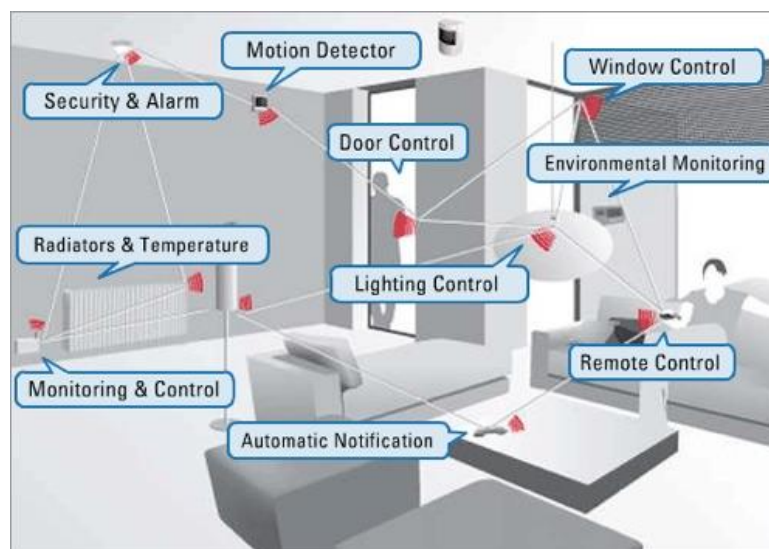 Motion Detector
Window Control
Security & Alarm
Door Control
Environmental Monitoring
Radiators & Temperature
Lighting Control
Remote Control
Monitoring & Control
Automatic Notification